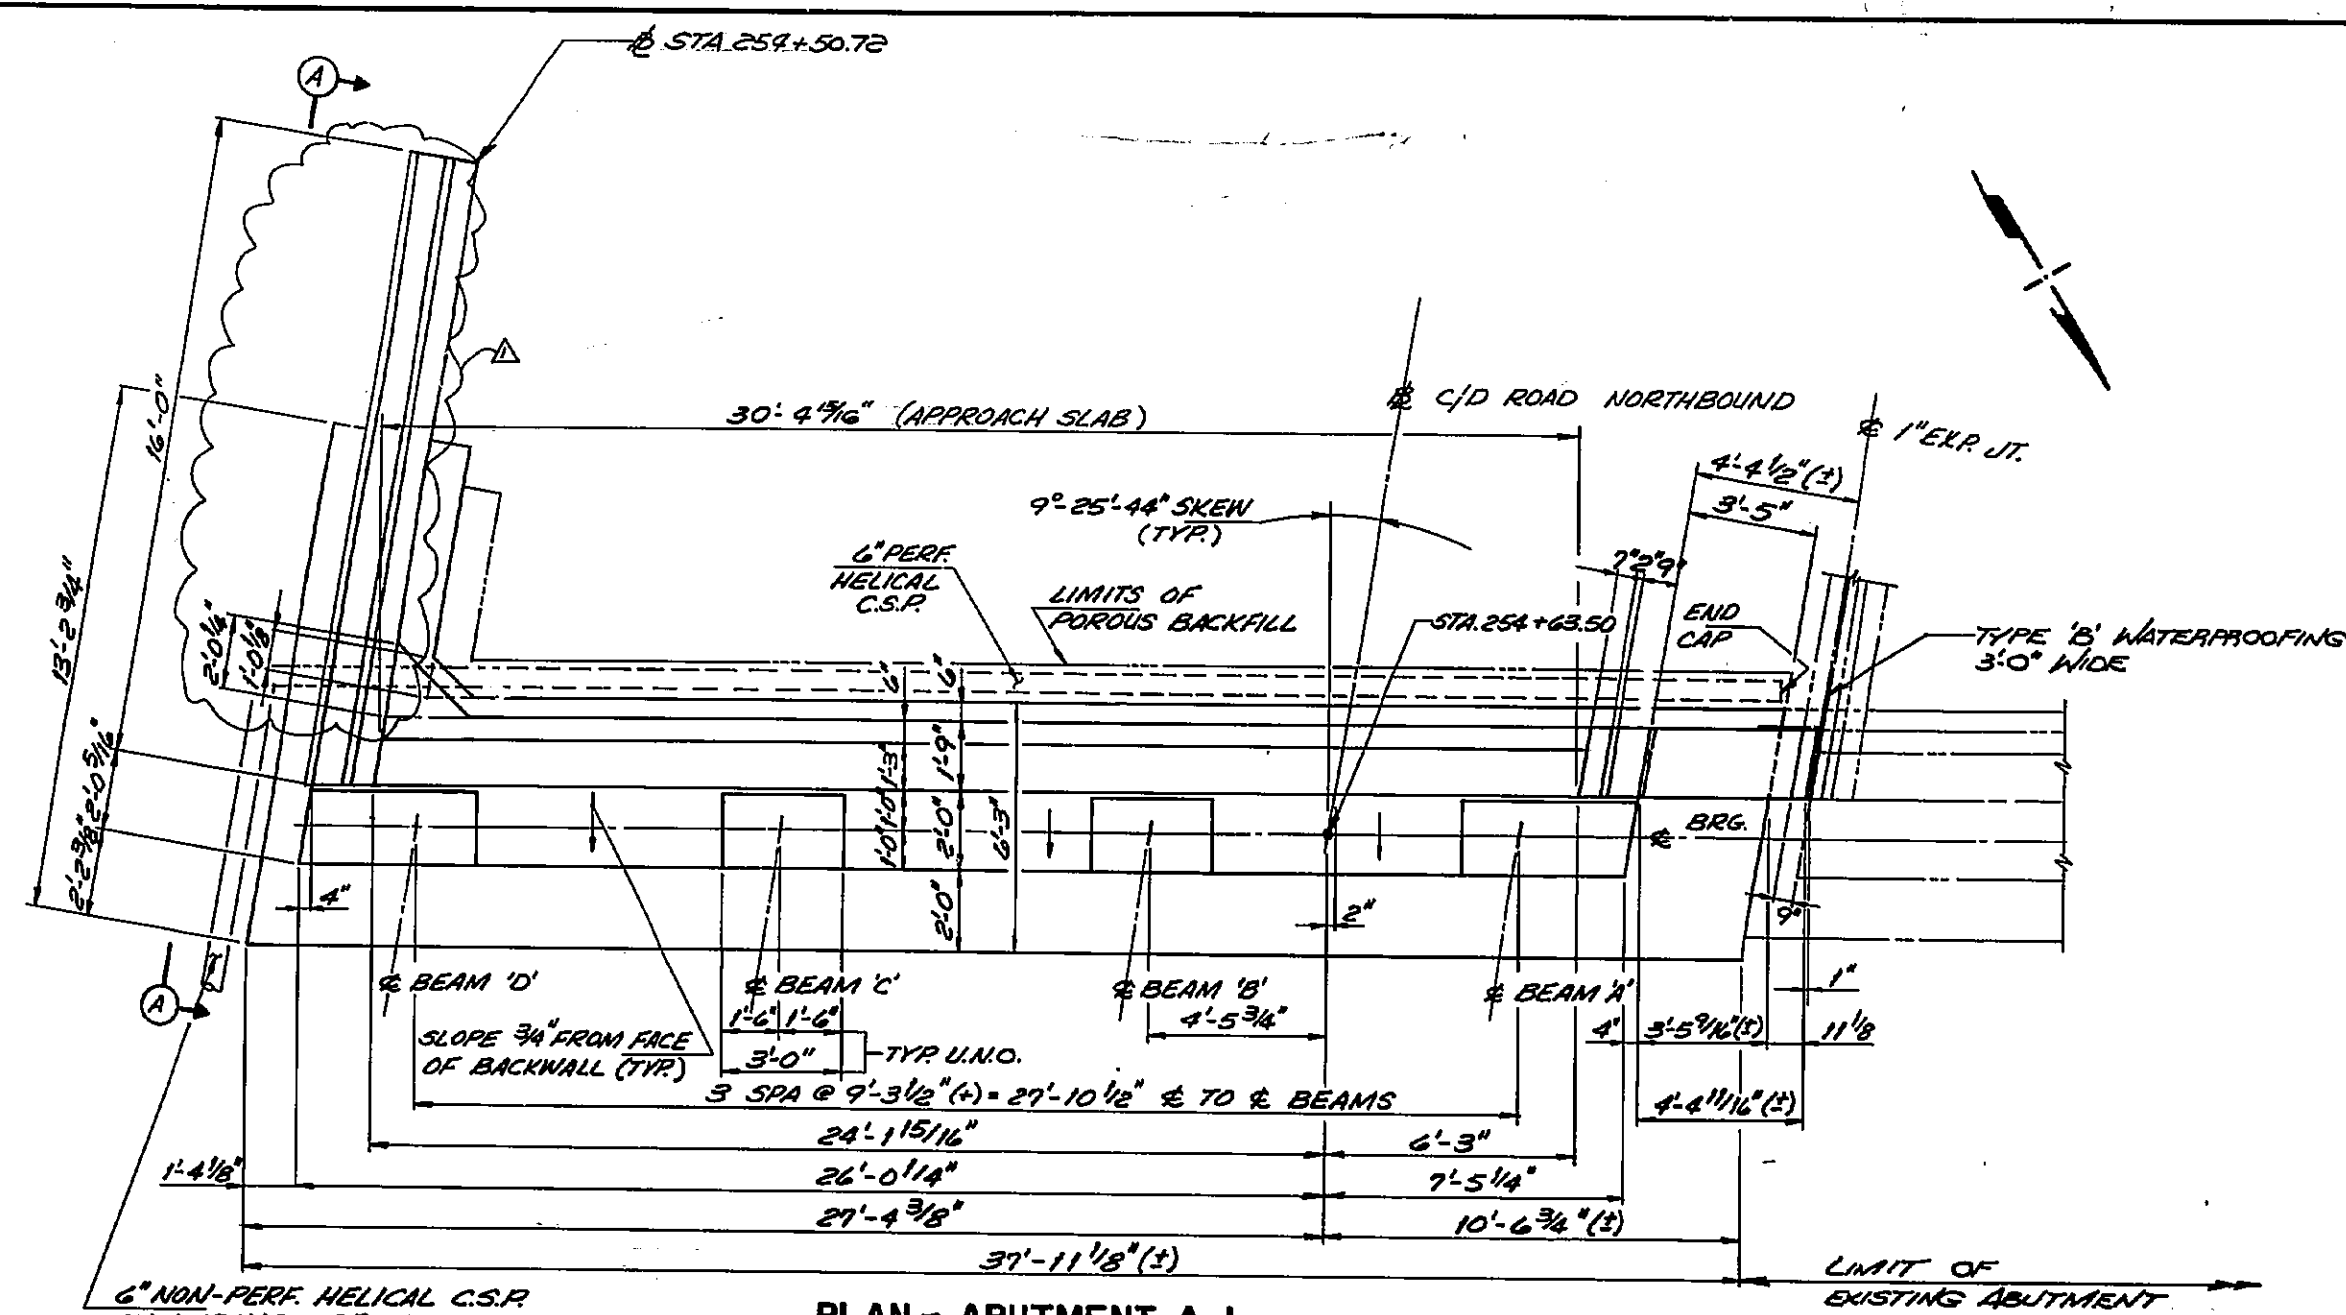 ℄ STA. 254+50.72
A
16'-0"
13'-2 3/4"
2'-0 1/4"
1'-0 1/8"
2'-0 5/16"
2'-2 3/8"
1
30'-4 15/16" (APPROACH SLAB)
C/D ROAD NORTHBOUND
℄ 1" EXP. JT.
4'-4 1/2" (±)
3'-5"
9°-25'-44" SKEW
(TYP.)
6" PERF.
HELICAL
C.S.P.
LIMITS OF
POROUS BACKFILL
STA. 254+63.50
7" 2" 9"
END
CAP
TYPE 'B' WATERPROOFING
3'-0" WIDE
6"
6"
1'-3"
1'-9"
1'-0"
1'-0"
2'-0"
6'-3"
2'-0"
℄ BRG.
4"
2"
9"
1"
A
℄ BEAM 'D'
℄ BEAM 'C'
℄ BEAM 'B'
℄ BEAM 'A'
SLOPE 3/4" FROM FACE
OF BACKWALL (TYP.)
1'-6" 1'-6"
3'-0"
TYP. U.N.O.
4'-5 3/4"
4"
3'-5 9/16" (±)
11 1/8
3 SPA @ 9'-3 1/2" (±) = 27'-10 1/2" ℄ TO ℄ BEAMS
4'-4 11/16" (±)
24'-1 15/16"
6'-3"
1'-4 1/8"
26'-0 1/4"
7'-5 1/4"
27'-4 3/8"
10'-6 3/4" (±)
37'-11 1/8" (±)
LIMIT OF
EXISTING ABUTMENT
6" NON-PERF. HELICAL C.S.P.